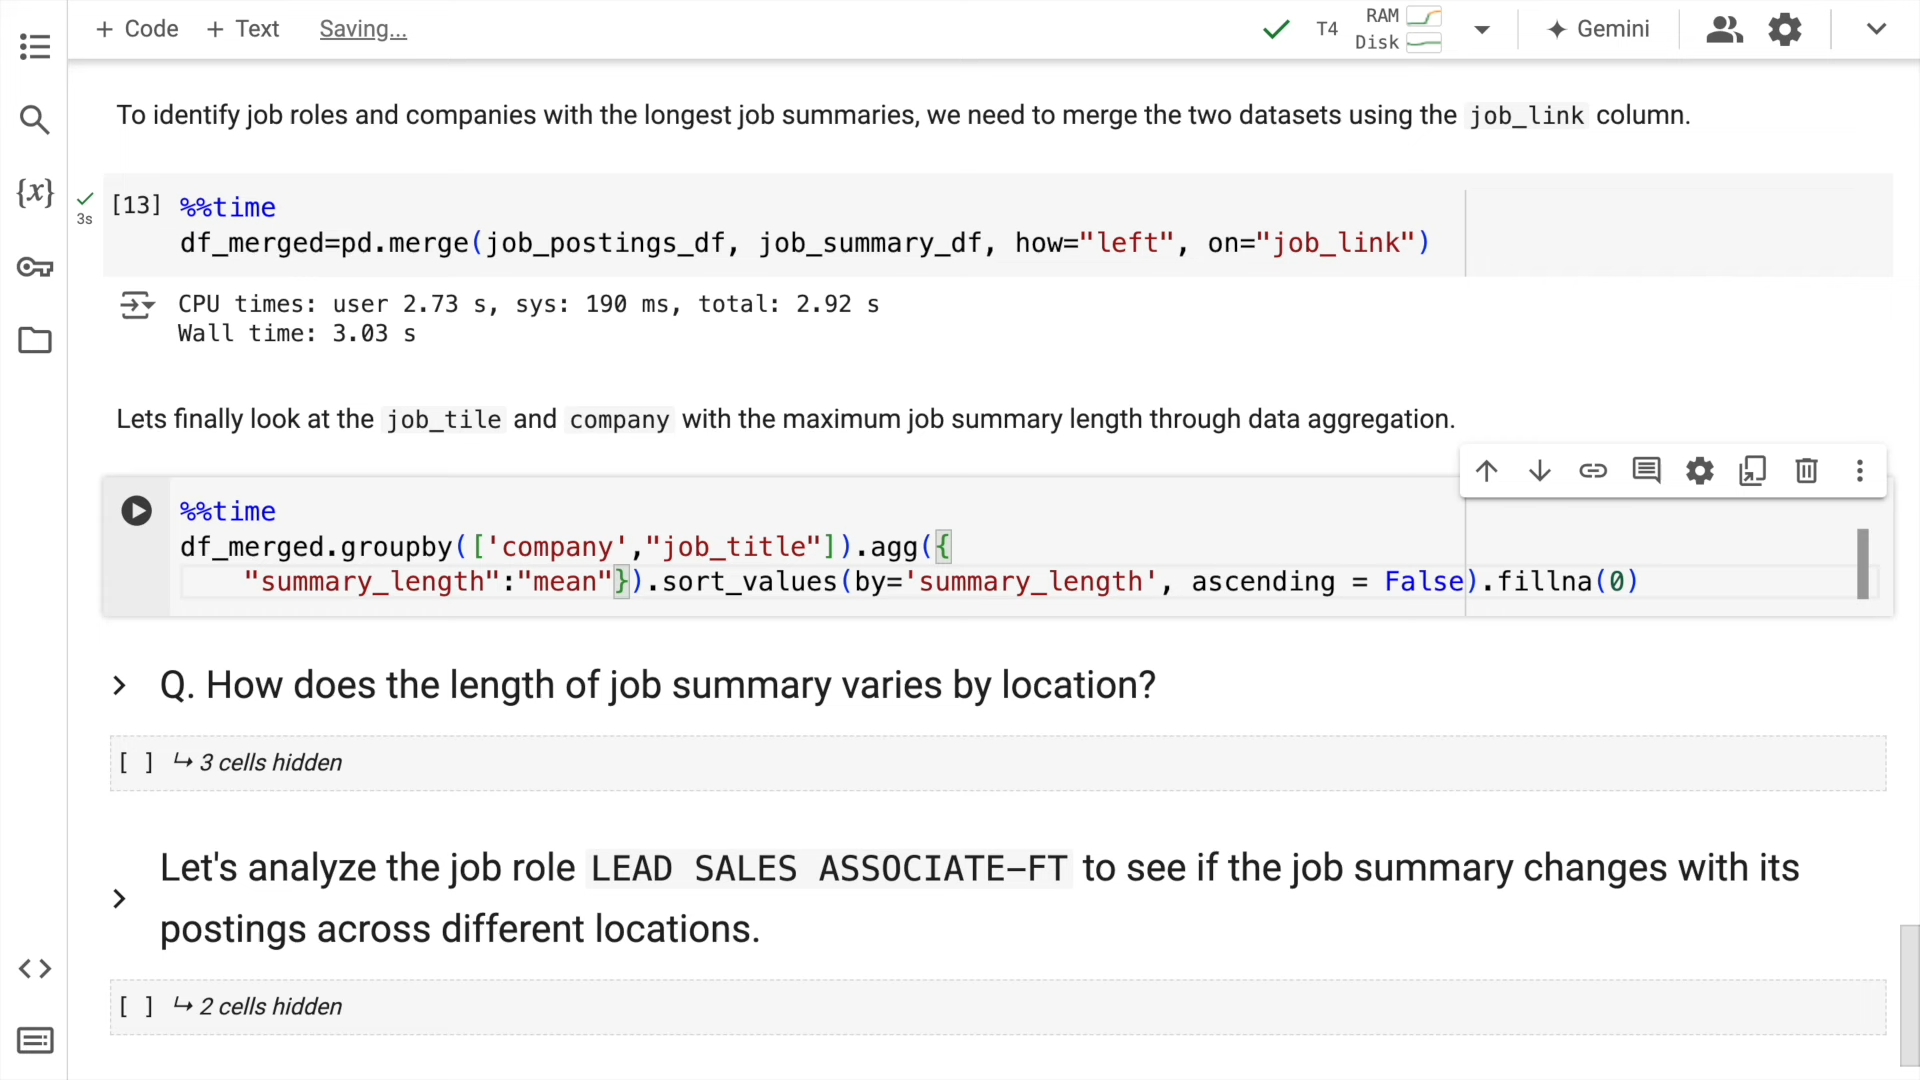 + Code + Text Saving... T4 RAM Disk Gemini
To identify job roles and companies with the longest job summaries, we need to merge the two datasets using the job_link column.
{x}
3s
[13] %%time
df_merged=pd.merge(job_postings_df, job_summary_df, how="left", on="job_link")
CPU times: user 2.73 s, sys: 190 ms, total: 2.92 s
Wall time: 3.03 s
Lets finally look at the job_tile and company with the maximum job summary length through data aggregation.
%%time
df_merged.groupby(['company',"job_title"]).agg({
"summary_length":"mean"}).sort_values(by='summary_length', ascending = False).fillna(0)
Q. How does the length of job summary varies by location?
[ ] ↳ 3 cells hidden
Let's analyze the job role LEAD SALES ASSOCIATE-FT to see if the job summary changes with its
postings across different locations.
[ ] ↳ 2 cells hidden